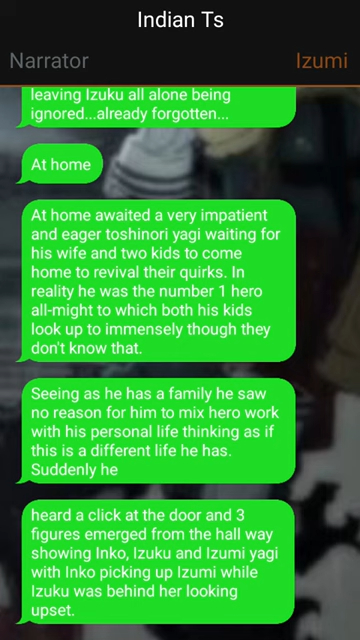 Indian Ts
Narrator
Izumi
leaving Izuku all alone being
ignored...already forgotten...
At home
At home awaited a very impatient
and eager toshinori yagi waiting for
his wife and two kids to come
home to revival their quirks. In
reality he was the number 1 hero
all-might to which both his kids
look up to immensely though they
don't know that.
Seeing as he has a family he saw
no reason for him to mix hero work
with his personal life thinking as if
this is a different life he has.
Suddenly he
heard a click at the door and 3
figures emerged from the hall way
showing Inko, Izuku and Izumi yagi
with Inko picking up Izumi while
Izuku was behind her looking
upset.